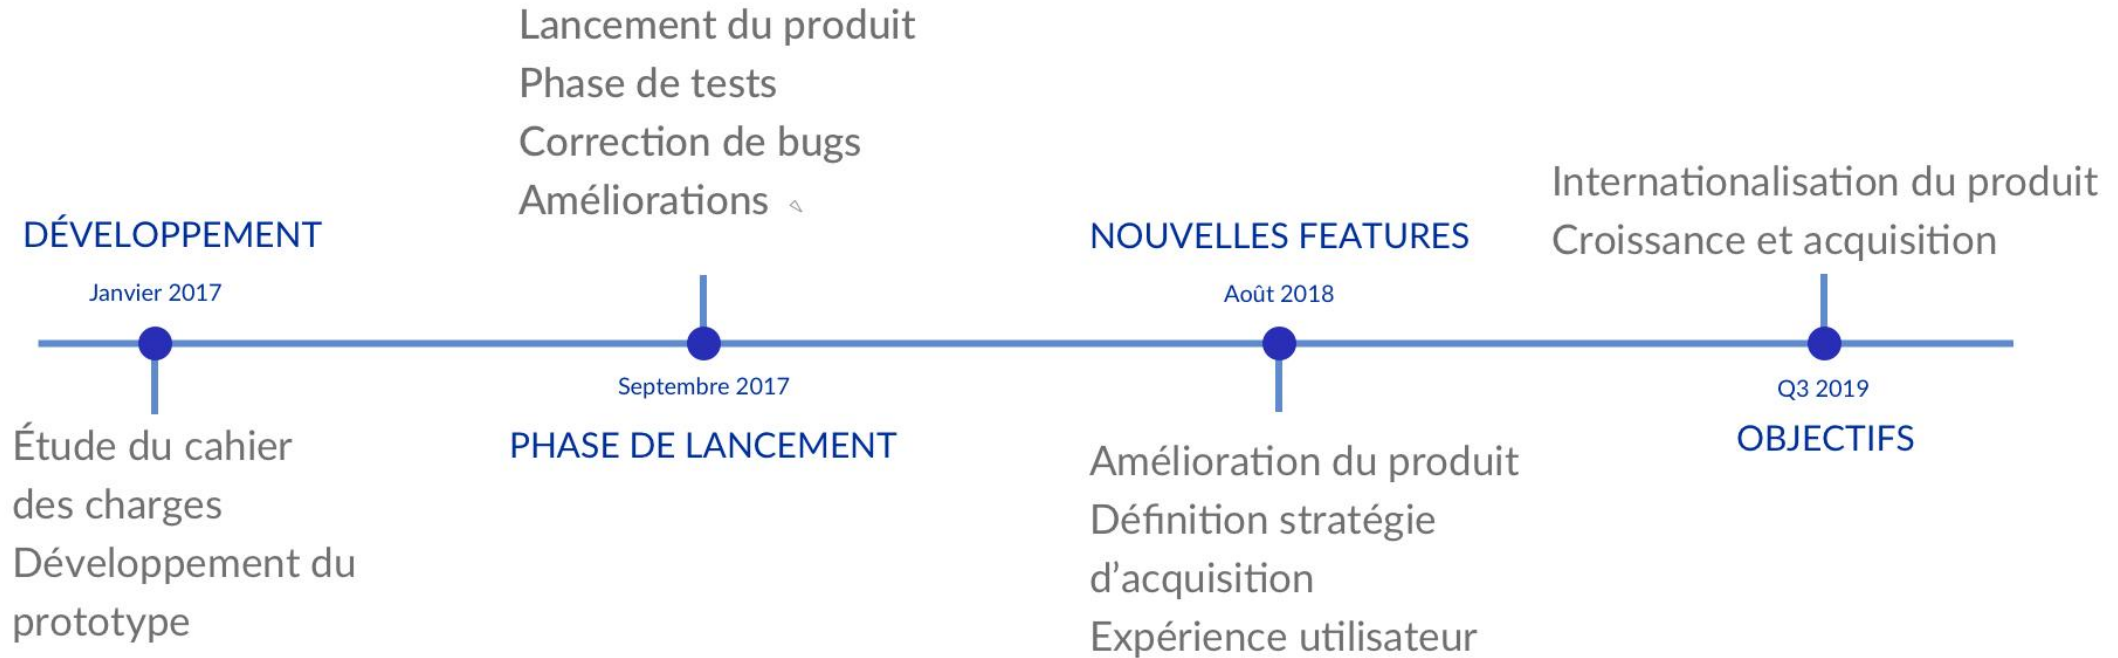 DÉVELOPPEMENT
Janvier 2017
Étude du cahier
des charges
Développement du
prototype
Lancement du produit
Phase de tests
Correction de bugs
Améliorations
Septembre 2017
PHASE DE LANCEMENT
NOUVELLES FEATURES
Août 2018
Amélioration du produit
Définition stratégie
d’acquisition
Expérience utilisateur
Internationalisation du produit
Croissance et acquisition
Q3 2019
OBJECTIFS